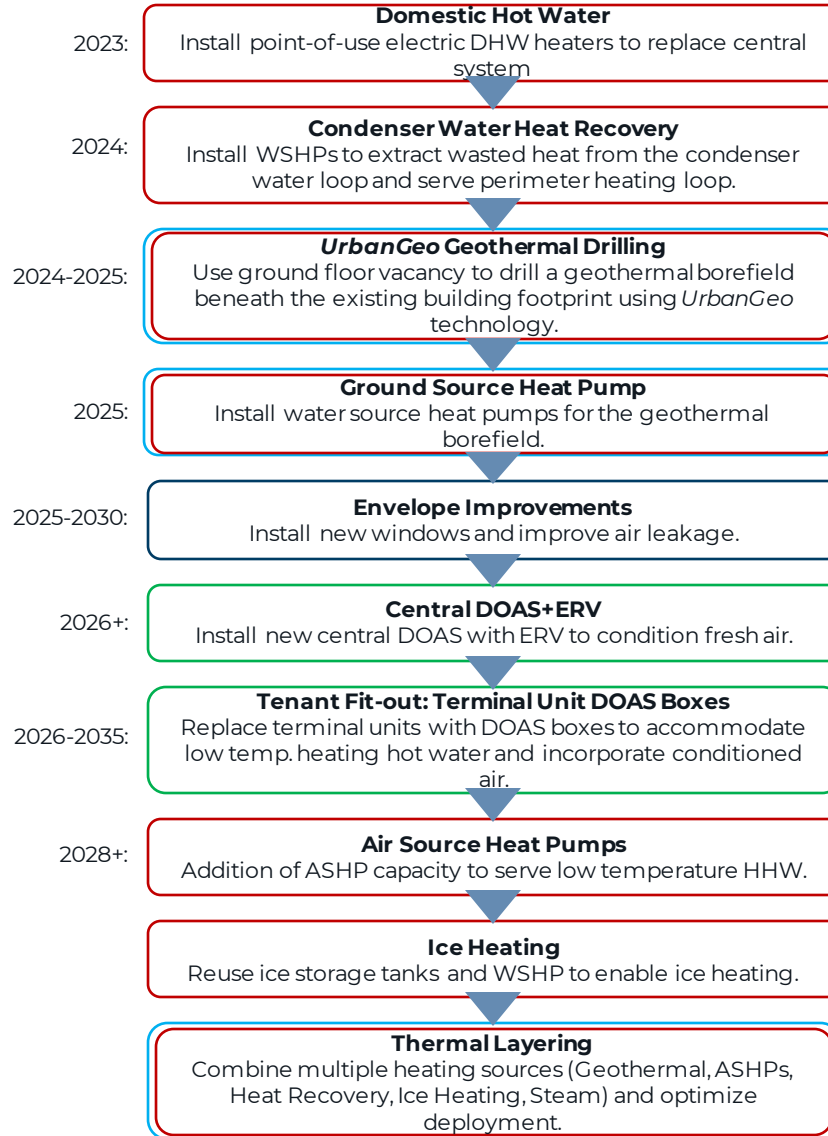 Domestic Hot Water
2023:
Install point-of-use electric DHW heaters to replace central
system
2024:
Condenser Water Heat Recovery
Install WSHPs to extract wasted heat from the condenser
water loop and serve perimeter heating loop.
2024-2025:
UrbanGeo Geothermal Drilling
Use ground floor vacancy to drill a geothermal borefield
beneath the existing building footprint using UrbanGeo
technology.
2025:
Ground Source Heat Pump
Install water source heat pumps for the geothermal
borefield.
2025-2030:
Envelope Improvements
Install new windows and improve air leakage.
2026+:
Central DOAS+ERV
Install new central DOAS with ERV to condition fresh air.
2026-2035:
Tenant Fit-out: Terminal Unit DOAS Boxes
Replace terminal units with DOAS boxes to accommodate
low temp. heating hot water and incorporate conditioned
air.
2028+:
Air Source Heat Pumps
Addition of ASHP capacity to serve low temperature HHW.
Ice Heating
Reuse ice storage tanks and WSHP to enable ice heating.
Thermal Layering
Combine multiple heating sources (Geothermal, ASHPs,
Heat Recovery, Ice Heating, Steam) and optimize
deployment.